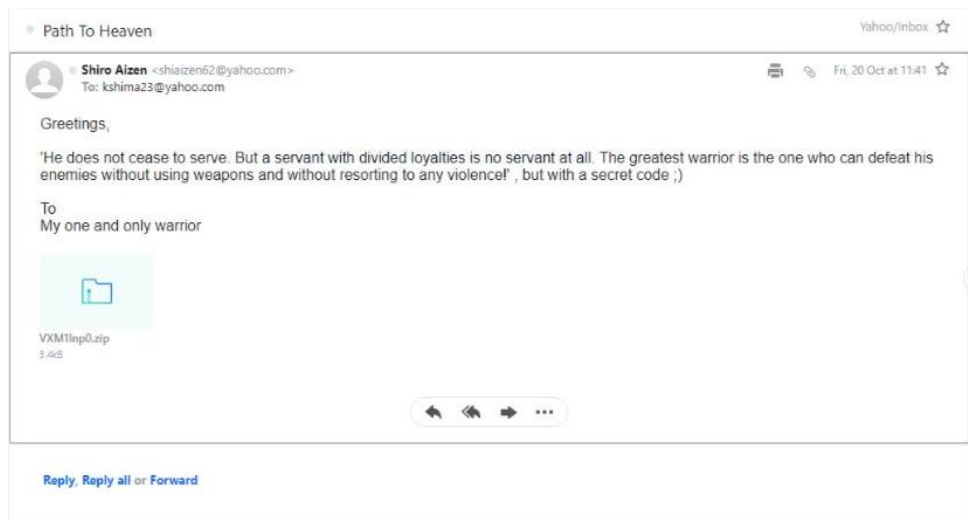 Path To Heaven
Yahoo/Inbox
Shiro Aizen <shiaizen62@yahoo.com>
Fri, 20 Oct at 11:41
To: kshima23@yahoo.com
Greetings,
'He does not cease to serve. But a servant with divided loyalties is no servant at all. The greatest warrior is the one who can defeat his
enemies without using weapons and without resorting to any violence!' , but with a secret code ;)
To
My one and only warrior
VXM1lnp0.zip
3.4kB
Reply, Reply all or Forward